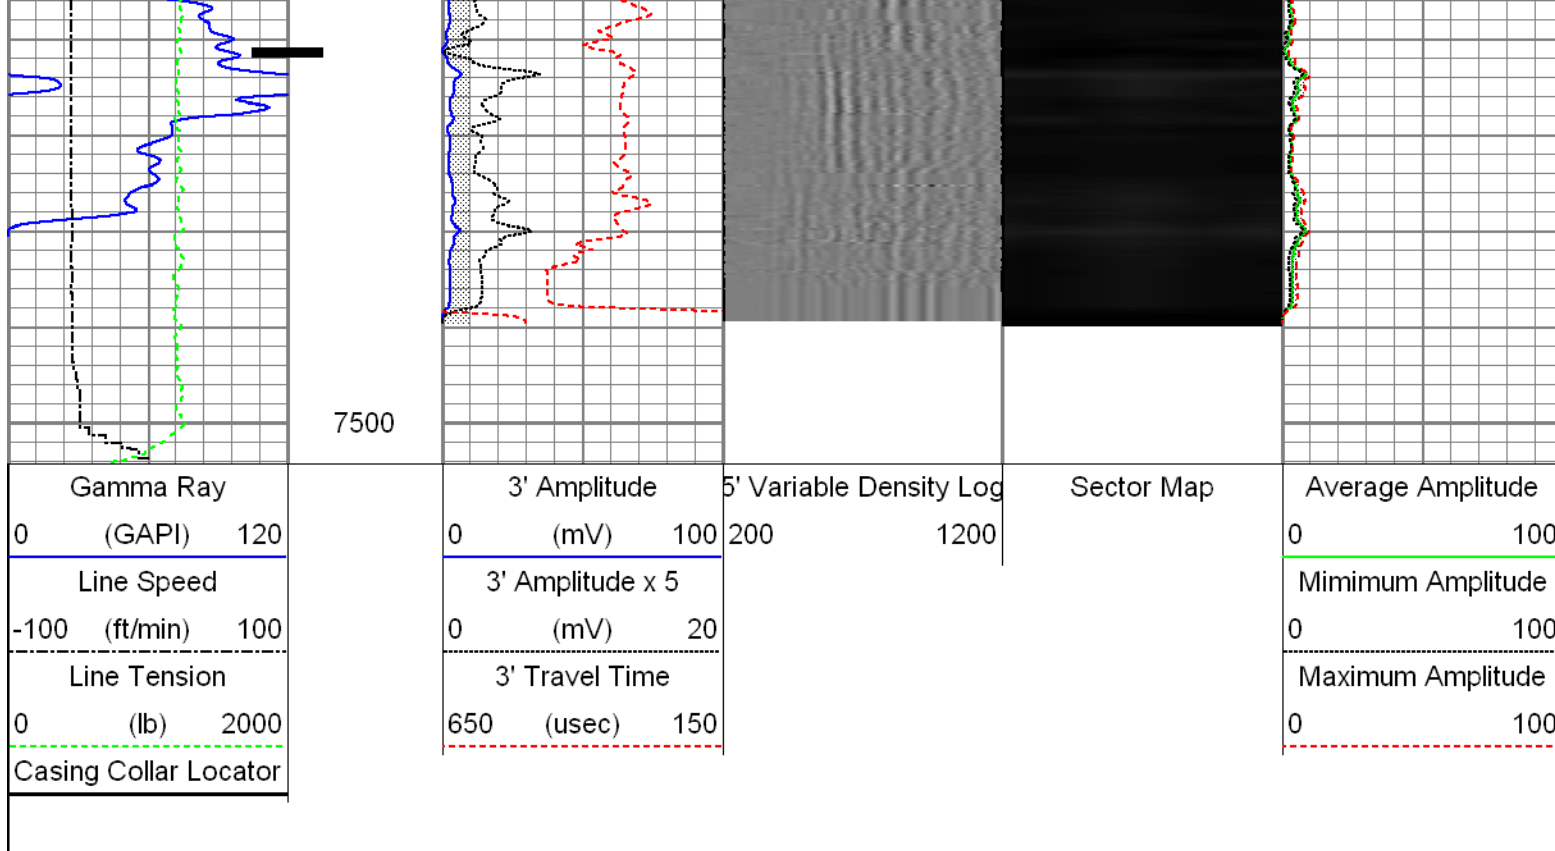 7500
Gamma Ray
0 (GAPI) 120
Line Speed
-100 (ft/min) 100
Line Tension
0 (lb) 2000
Casing Collar Locator
3' Amplitude
0 (mV) 100
3' Amplitude x 5
0 (mV) 20
3' Travel Time
650 (usec) 150
5' Variable Density Log
200 1200
Sector Map
Average Amplitude
0 100
Mimimum Amplitude
0 100
Maximum Amplitude
0 100